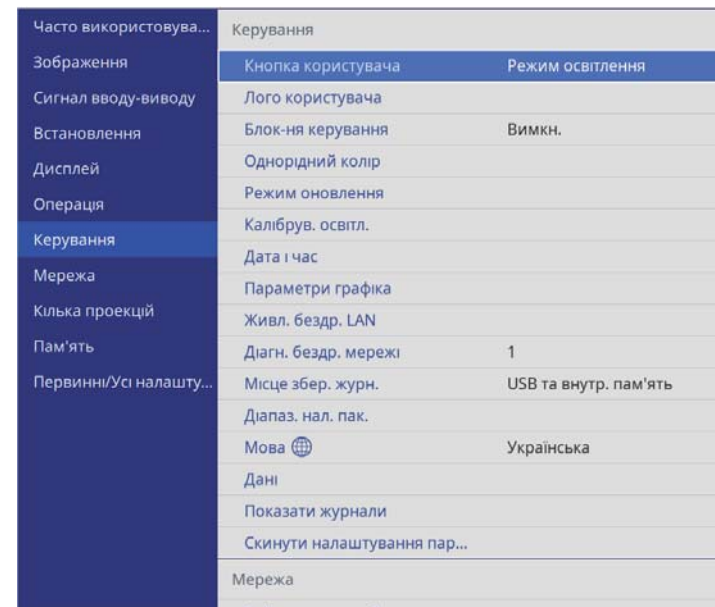 Часто використовува...
Зображення
Сигнал вводу-виводу
Встановлення
Дисплей
Операція
Керування
Мережа
Кілька проекцій
Пам'ять
Первинні/Усі налашту...
Керування
Кнопка користувача Режим освітлення
Лого користувача
Блок-ня керування Вимкн.
Однорідний колір
Режим оновлення
Калібрув. освітл.
Дата і час
Параметри графіка
Живл. бездр. LAN
Діагн. бездр. мережі 1
Місце збер. журн. USB та внутр. пам'ять
Діапаз. нал. пак.
Мова Українська
Дані
Показати журнали
Скинути налаштування пар...
Мережа